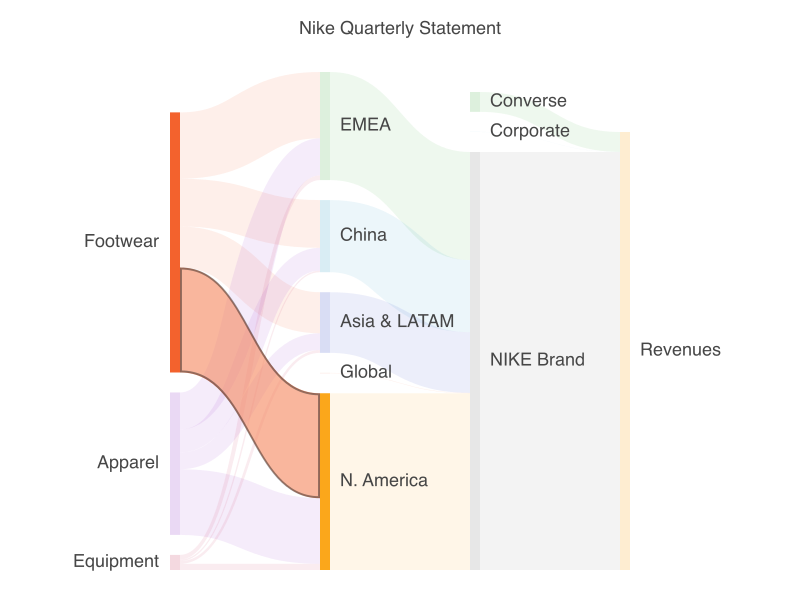 Nike Quarterly Statement
Converse
EMEA
Corporate
China
Footwear
Asia & LATAM
Revenues
NIKE Brand
Global
Apparel
N. America
Equipment